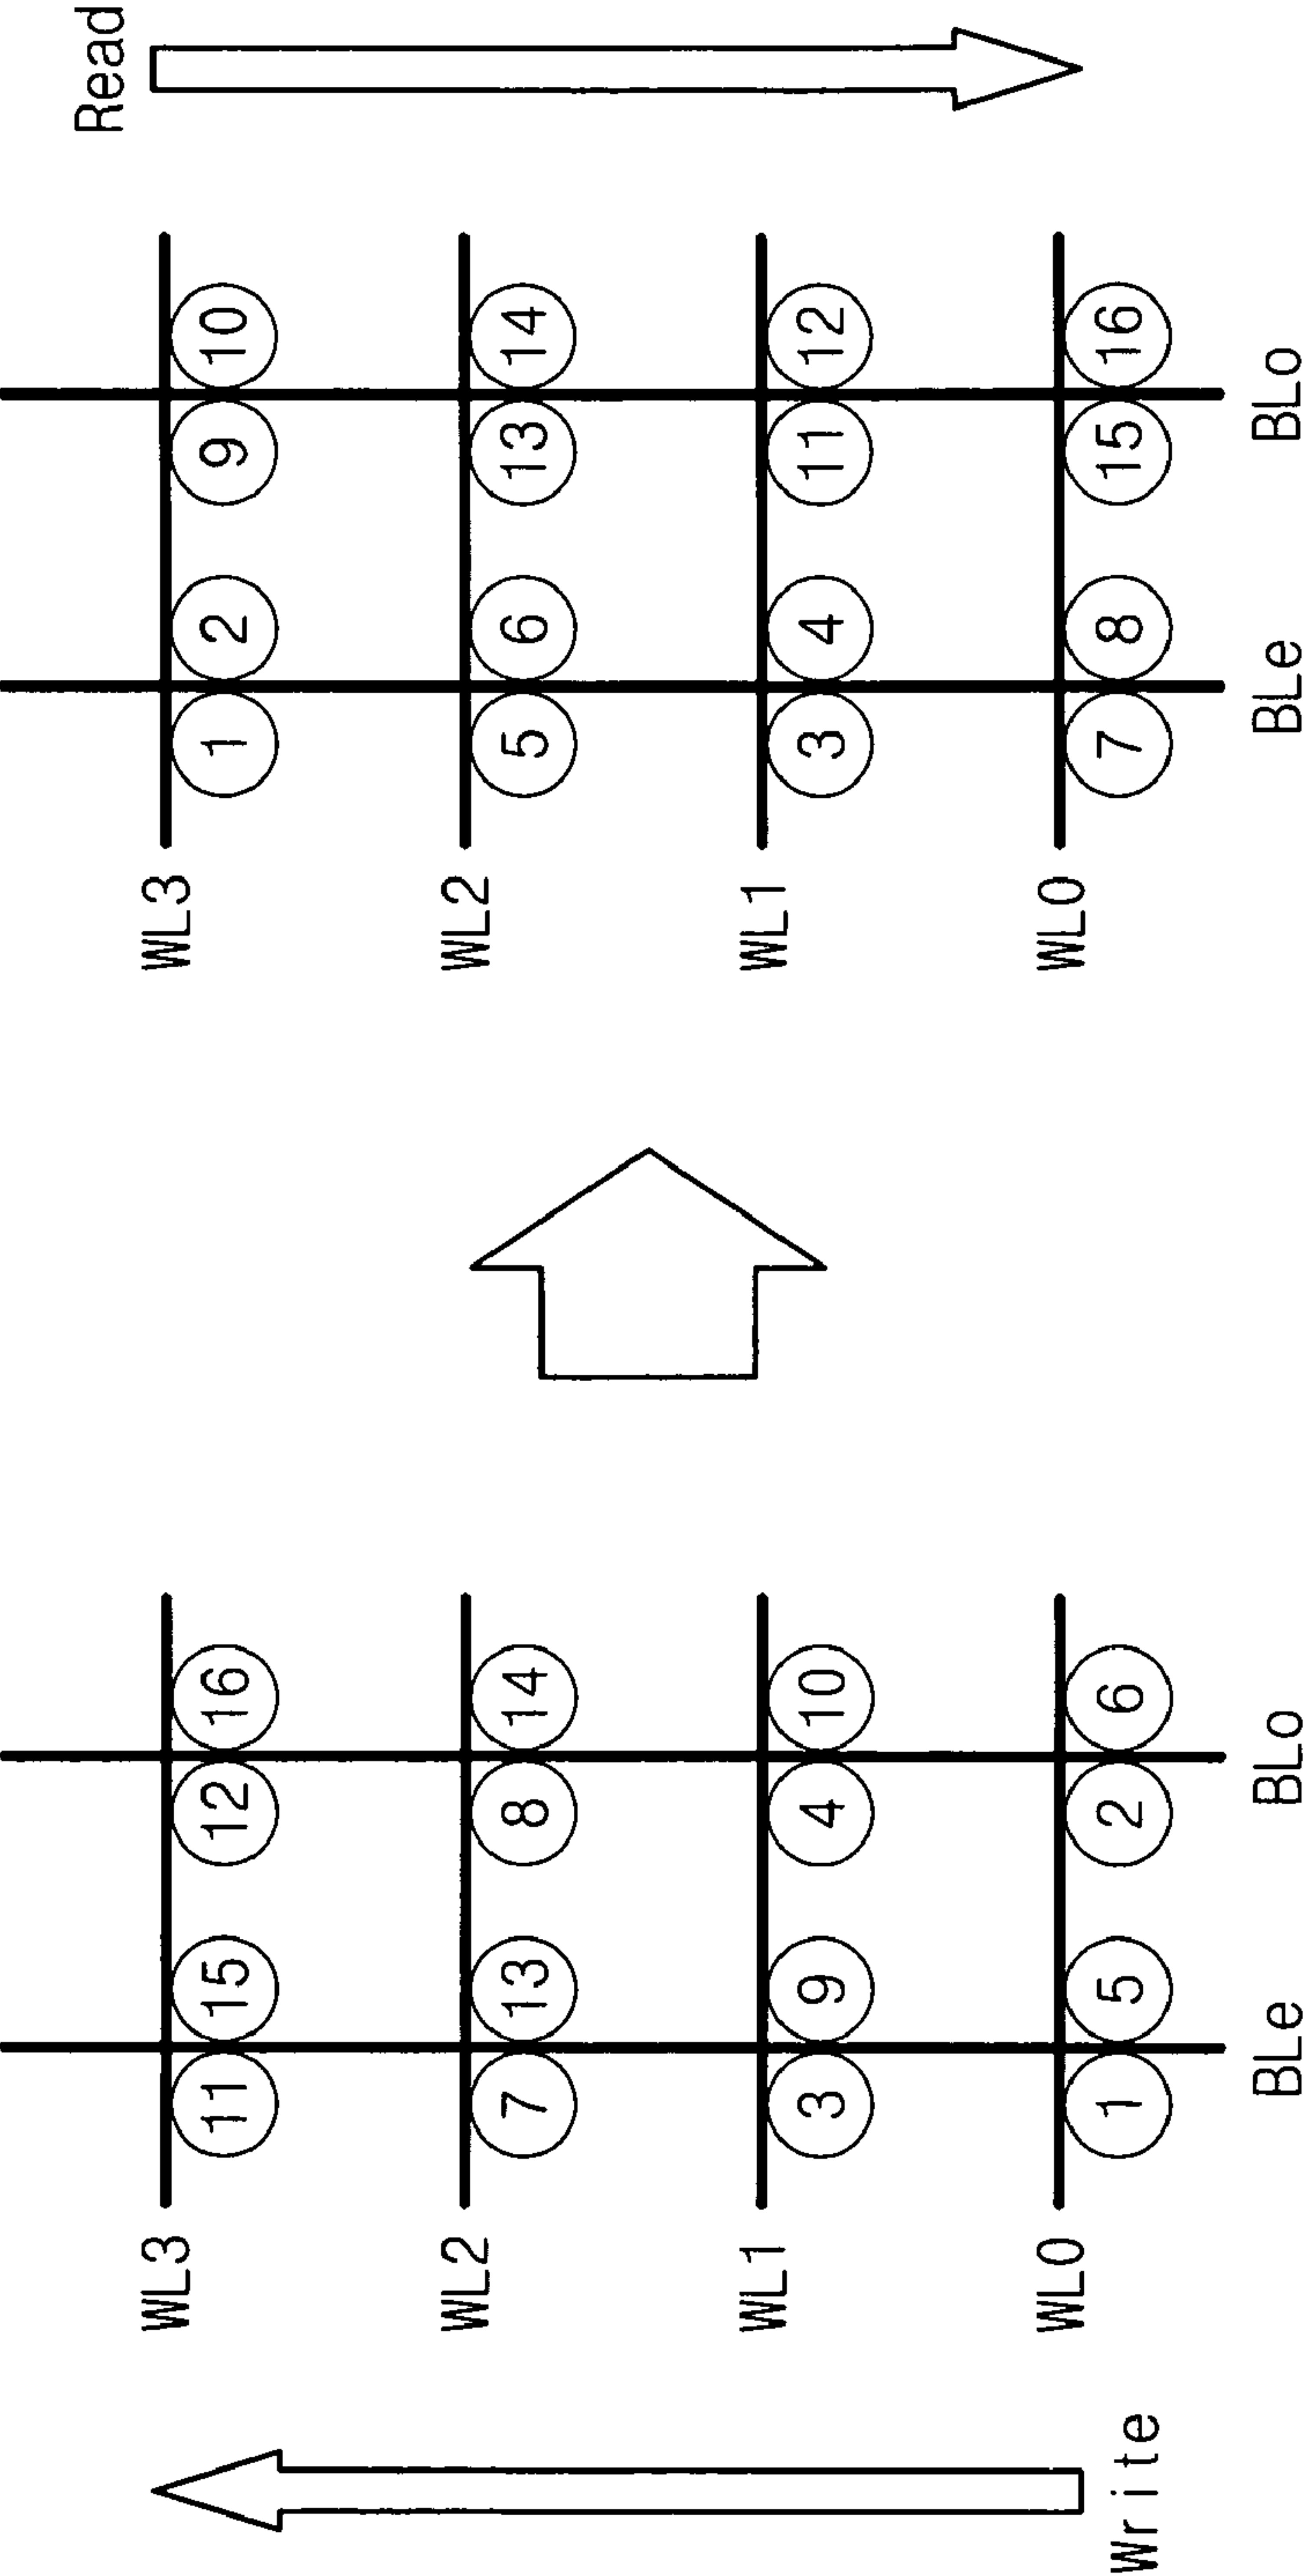 Write
WL3 11 15 12 16
WL2 7 13 8 14
WL1 3 9 4 10
WL0 1 5 2 6
BLe BLo
Read
WL3 1 2 9 10
WL2 5 6 13 14
WL1 3 4 11 12
WL0 7 8 15 16
BLe BLo